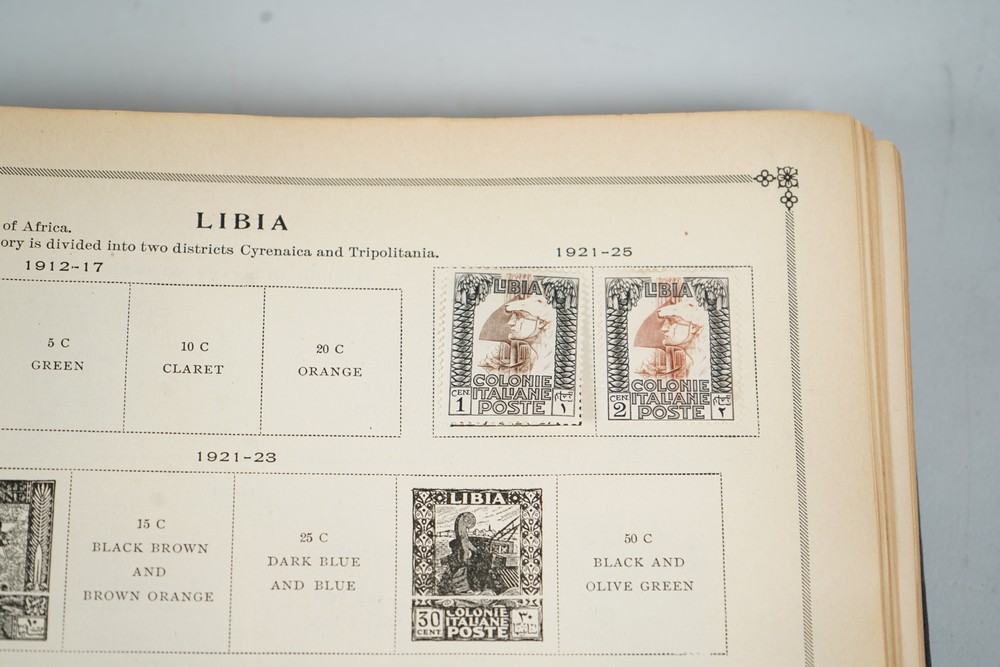 LIBIA
of Africa.
ory is divided into two districts Cyrenaica and Tripolitania.
1912-17
1921-25
5 C
GREEN
10 C
CLARET
20 C
ORANGE
LIBIA
COLONIE
ITALIANE
CEN
1
POSTE
١
LIBIA
COLONIE
ITALIANE
CEN
2
POSTE
٢
1921-23
15 C
BLACK BROWN
AND
BROWN ORANGE
25 C
DARK BLUE
AND BLUE
LIBIA
COLONIE
ITALIANE
30
CENT
POSTE
٣٠
50 C
BLACK AND
OLIVE GREEN